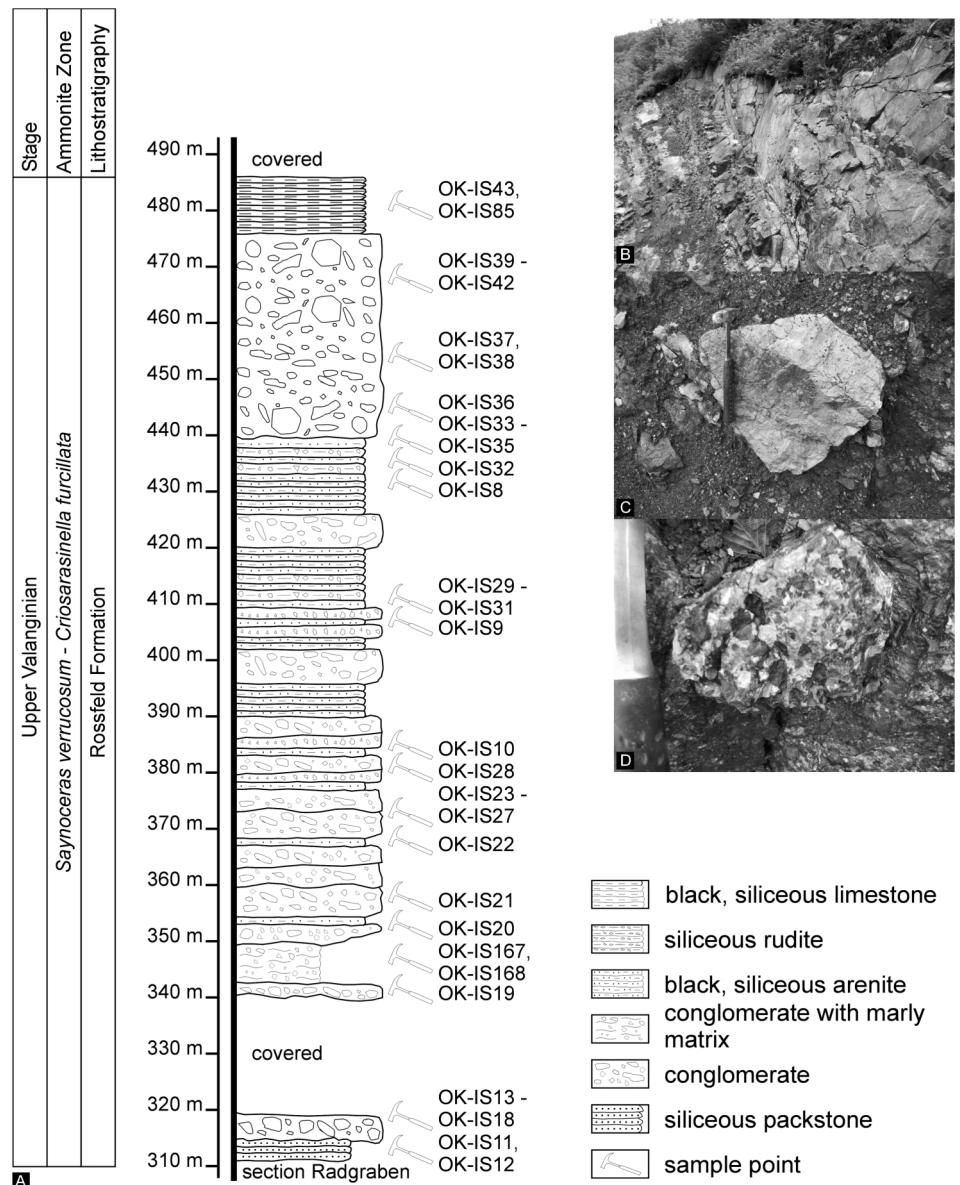 Stage
Ammonite Zone
Lithostratigraphy
Upper Valanginian
Saynoceras verrucosum - Criosarasinella furcillata
Rossfeld Formation
490 m
480 m
470 m
460 m
450 m
440 m
430 m
420 m
410 m
400 m
390 m
380 m
370 m
360 m
350 m
340 m
330 m
320 m
310 m
covered
covered
section Radgraben
OK-IS43,
OK-IS85
OK-IS39 -
OK-IS42
OK-IS37,
OK-IS38
OK-IS36
OK-IS33 -
OK-IS35
OK-IS32
OK-IS8
OK-IS29 -
OK-IS31
OK-IS9
OK-IS10
OK-IS28
OK-IS23 -
OK-IS27
OK-IS22
OK-IS21
OK-IS20
OK-IS167,
OK-IS168
OK-IS19
OK-IS13 -
OK-IS18
OK-IS11,
OK-IS12
A
B
C
D
black, siliceous limestone
siliceous rudite
black, siliceous arenite
conglomerate with marly
matrix
conglomerate
siliceous packstone
sample point